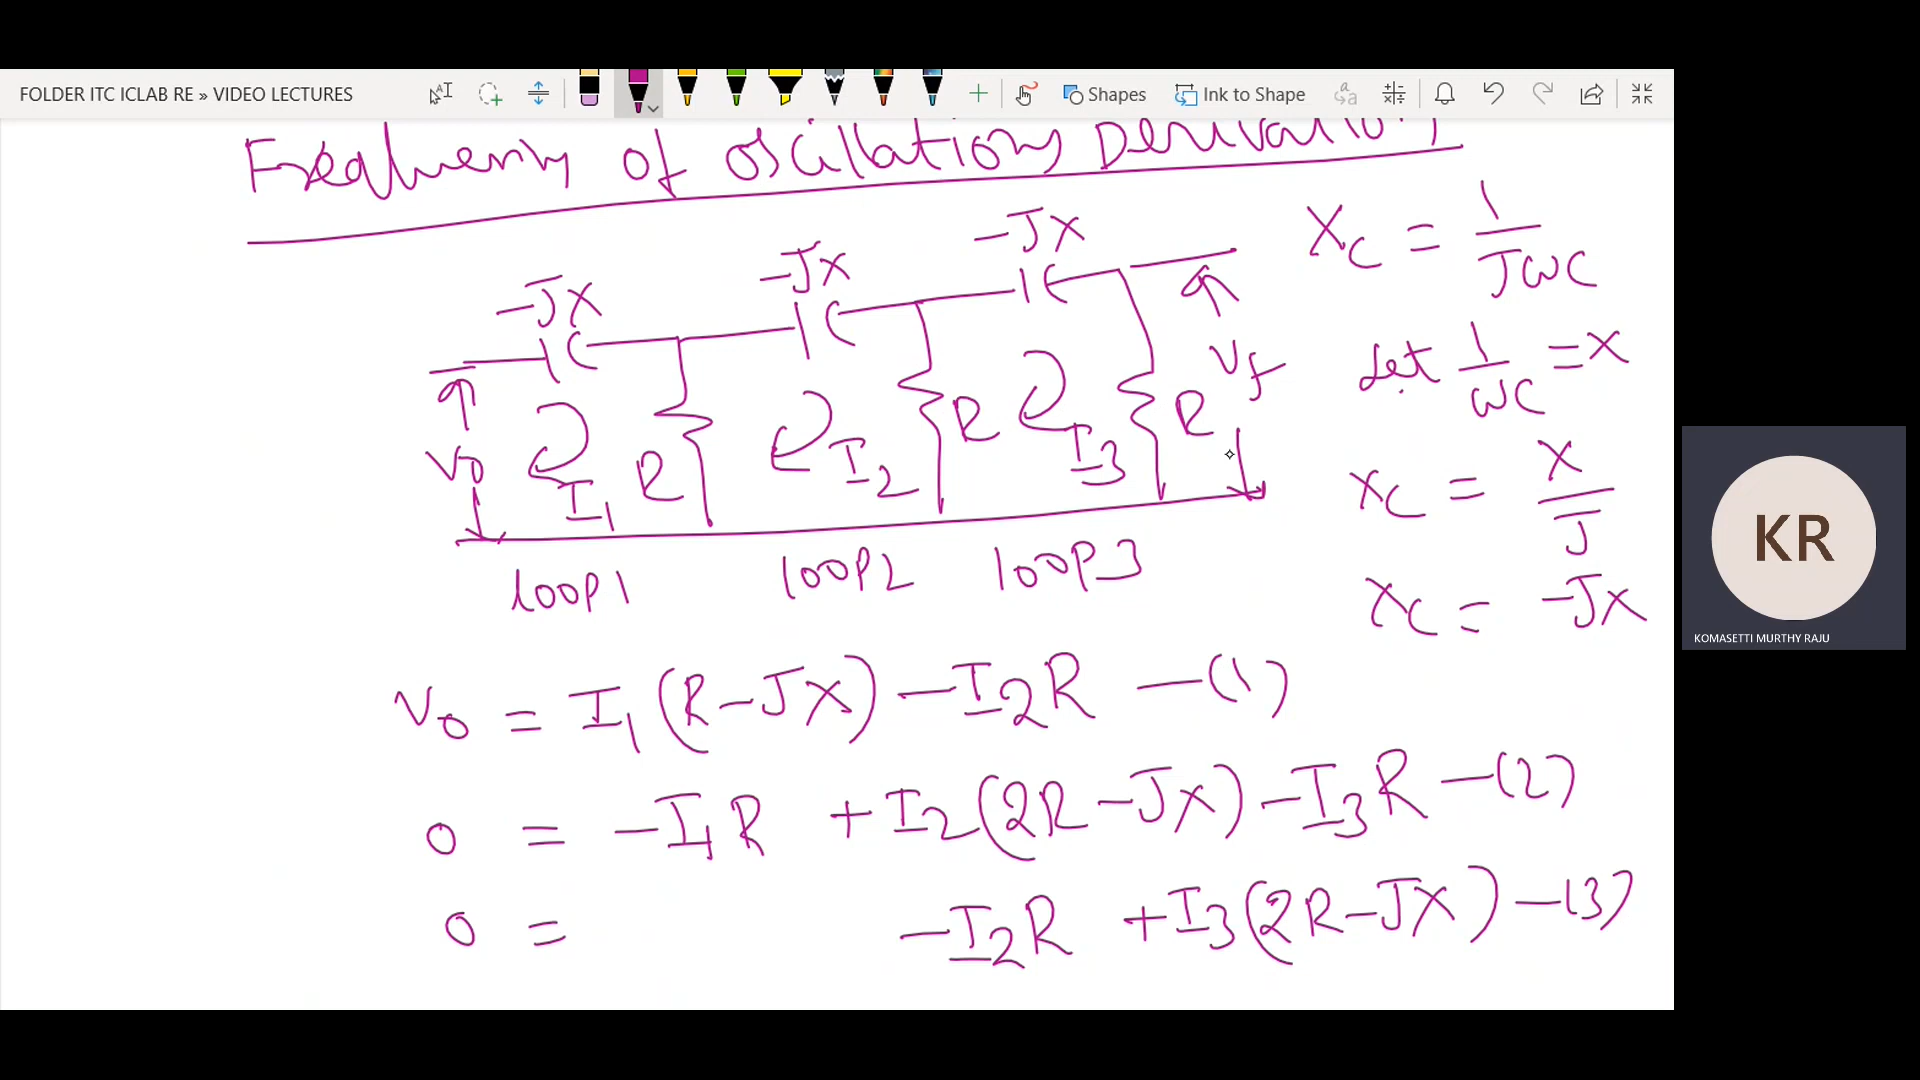 FOLDER ITC ICLAB RE » VIDEO LECTURES
Shapes
Ink to Shape
Frequency of oscillations Derivation
-JX -JX -JX
Xc = 1/JωC
Let 1/ωC = X
Xc = X/J
Xc = -JX
V0 I1 R I2 R I3 R Vf
loop1 loop2 loop3
V0 = I1(R-JX) -I2R -(1)
0 = -I1R +I2(2R-JX) -I3R -(2)
0 = -I2R +I3(2R-JX) -(3)
KR
KOMASETTI MURTHY RAJU